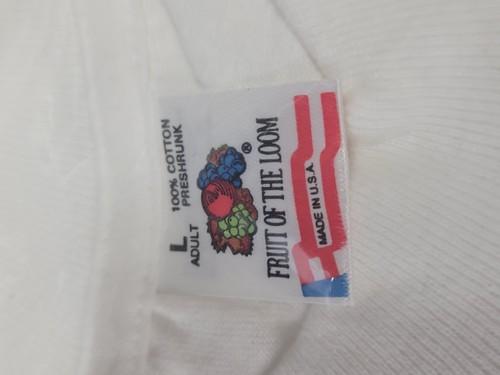 L
ADULT
100% COTTON
PRESHRUNK
®
FRUIT OF THE LOOM
MADE IN U.S.A.